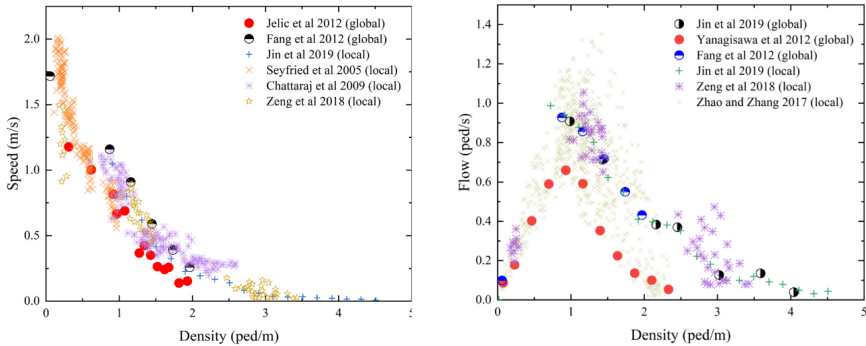 Jelic et al 2012 (global)
Fang et al 2012 (global)
Jin et al 2019 (local)
Seyfried et al 2005 (local)
Chattaraj et al 2009 (local)
Zeng et al 2018 (local)
2.0
1.5
1.0
0.5
0.0
Speed (m/s)
0 1 2 3 4 5
Density (ped/m)
Jin et al 2019 (global)
Yanagisawa et al 2012 (global)
Fang et al 2012 (global)
Jin et al 2019 (local)
Zeng et al 2018 (local)
Zhao and Zhang 2017 (local)
1.4
1.2
1.0
0.8
0.6
0.4
0.2
0.0
Flow (ped/s)
0 1 2 3 4 5
Density (ped/m)